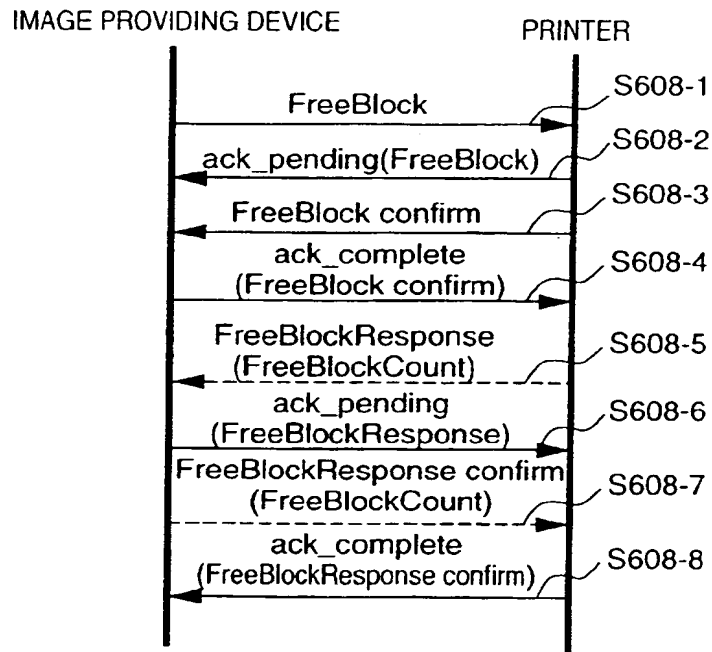 IMAGE PROVIDING DEVICE
PRINTER
FreeBlock
S608-1
ack_pending(FreeBlock)
S608-2
FreeBlock confirm
S608-3
ack_complete
(FreeBlock confirm)
S608-4
FreeBlockResponse
(FreeBlockCount)
S608-5
ack_pending
(FreeBlockResponse)
S608-6
FreeBlockResponse confirm
(FreeBlockCount)
S608-7
ack_complete
(FreeBlockResponse confirm)
S608-8